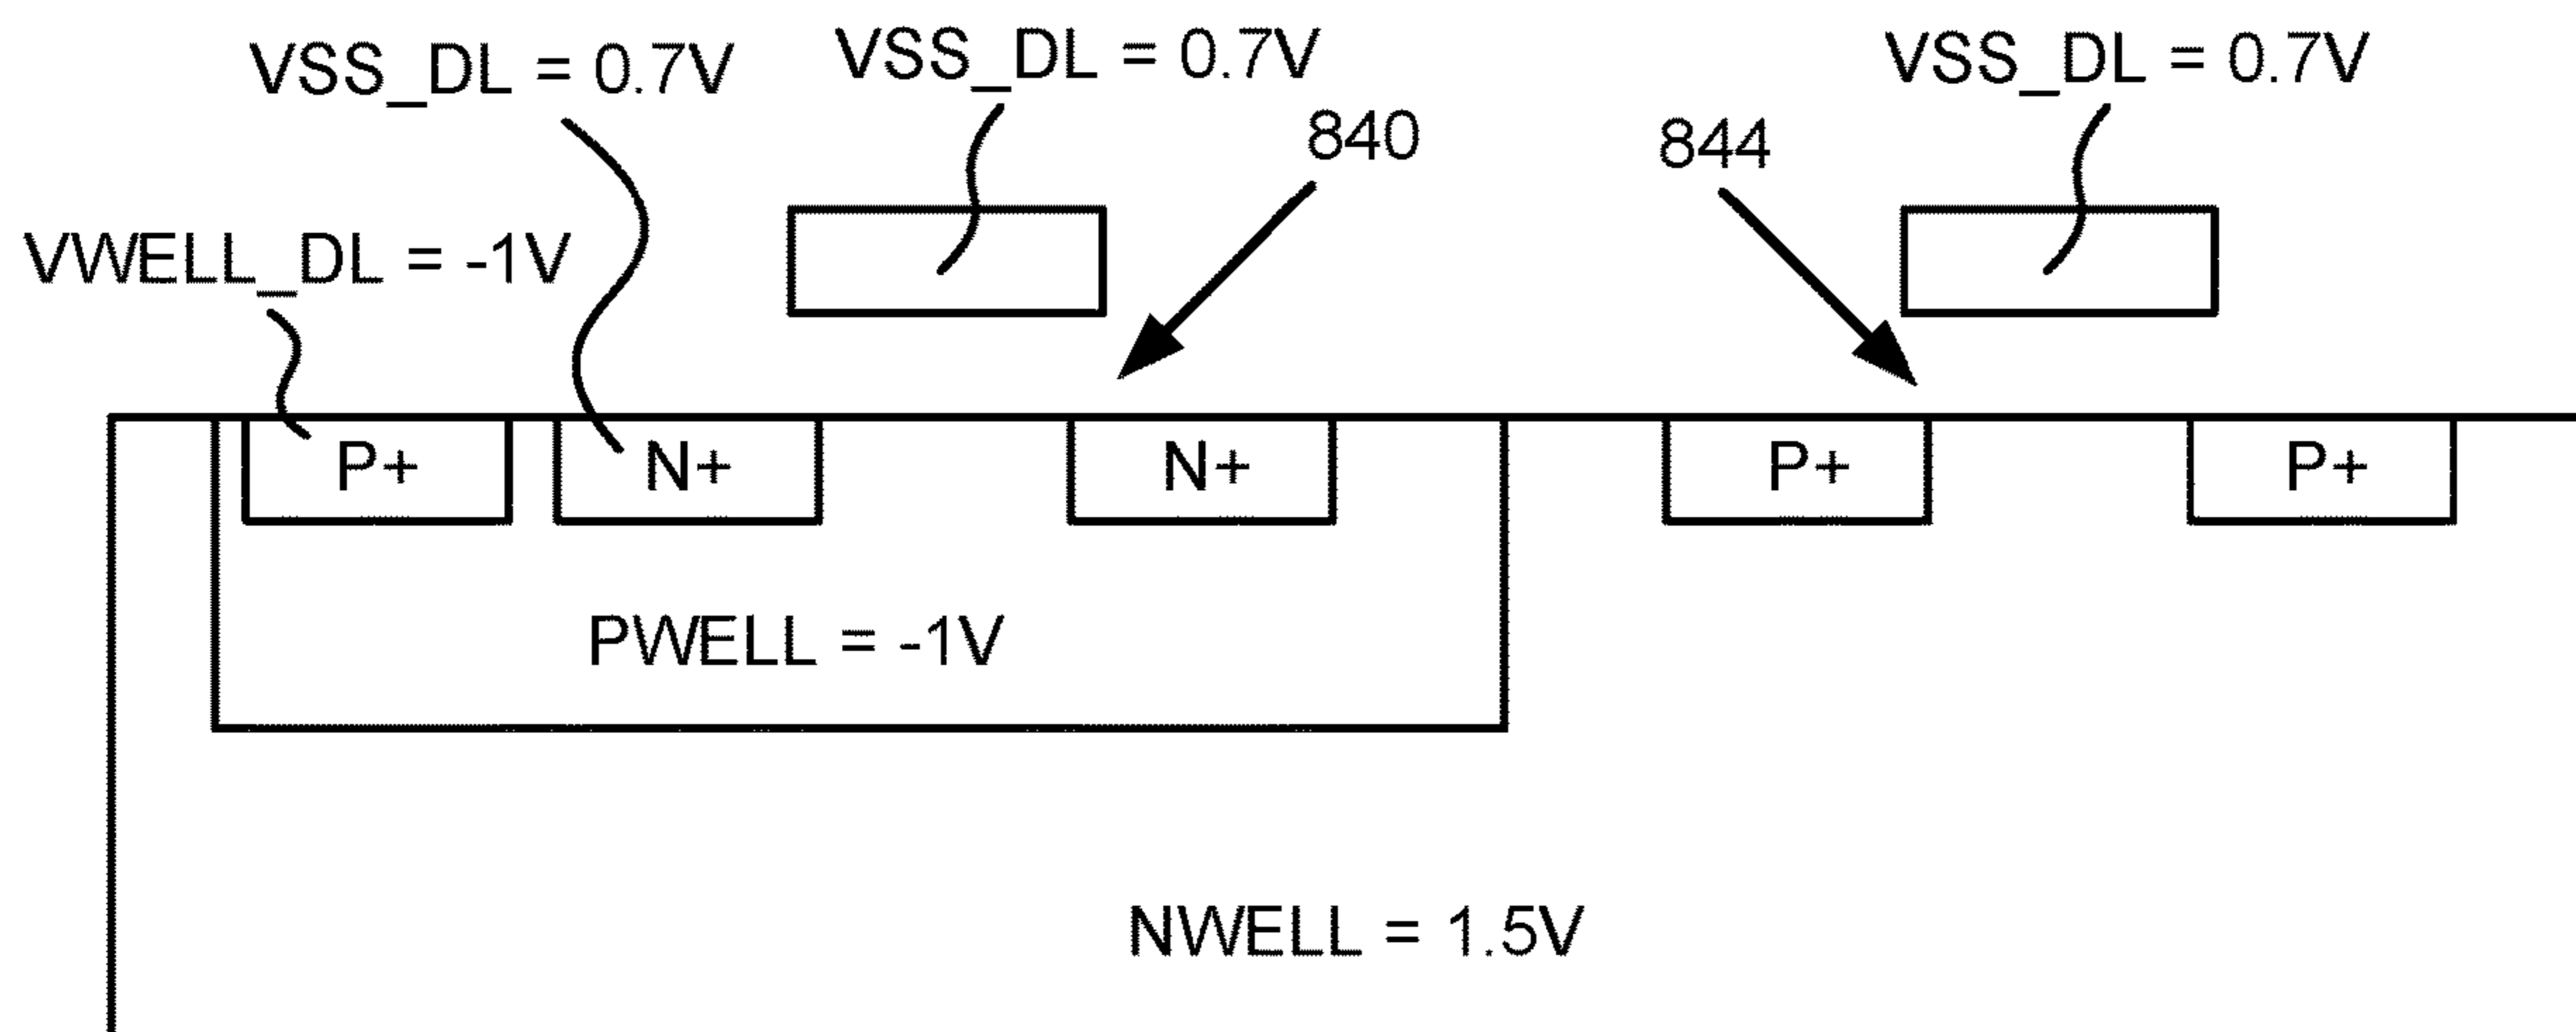 VSS_DL = 0.7V
VSS_DL = 0.7V
VSS_DL = 0.7V
840
844
VWELL_DL = -1V
P+
N+
N+
P+
P+
PWELL = -1V
NWELL = 1.5V